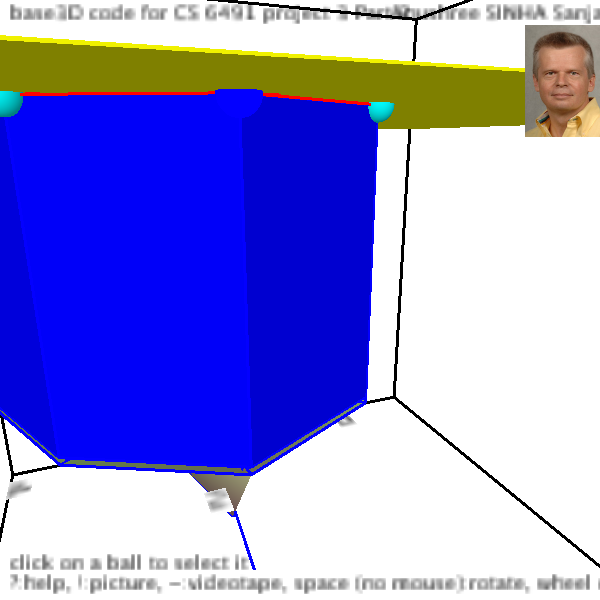 base3D code for CS 6491 project 3 SINHA Sanja
click on a ball to select it
?:help, !:picture, ~:videotape, space (no mouse):rotate, wheel